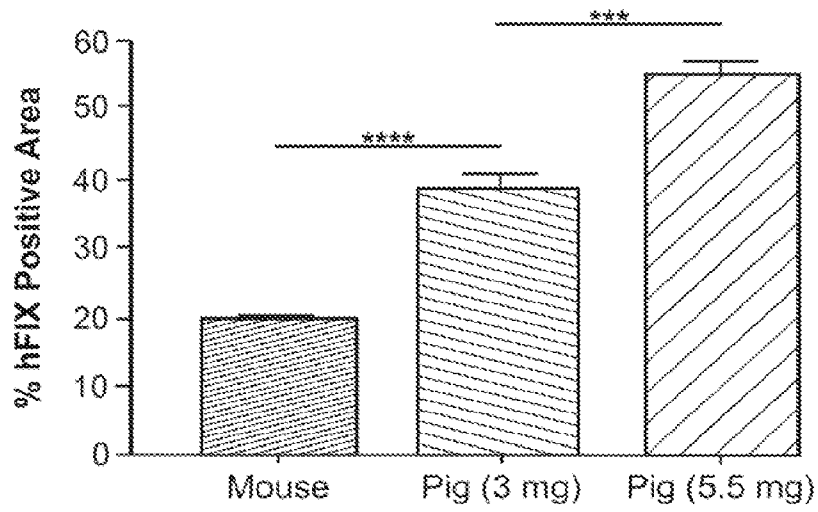 ***
60
50
****
40
30
20
10
0
% hFIX Positive Area
Mouse
Pig (3 mg)
Pig (5.5 mg)